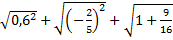 √0,6² + √(−2/5)² + √1 + 9/16